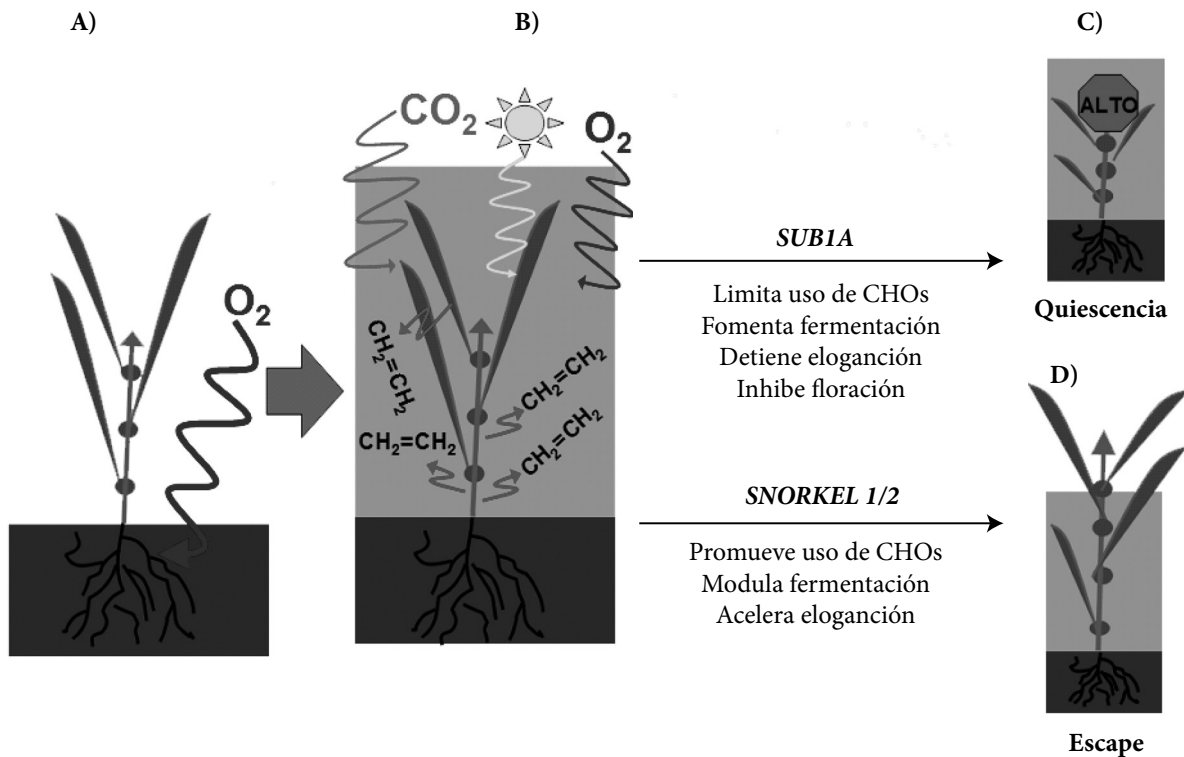 A)
B)
C)
CO2
O2
ALTO
O2
SUB1A
Limita uso de CHOs
Fomenta fermentación
Detiene eloganción
Inhibe floración
Quiescencia
D)
CH2=CH2
CH2=CH2
CH2=CH2
CH2=CH2
SNORKEL 1/2
Promueve uso de CHOs
Modula fermentación
Acelera eloganción
Escape